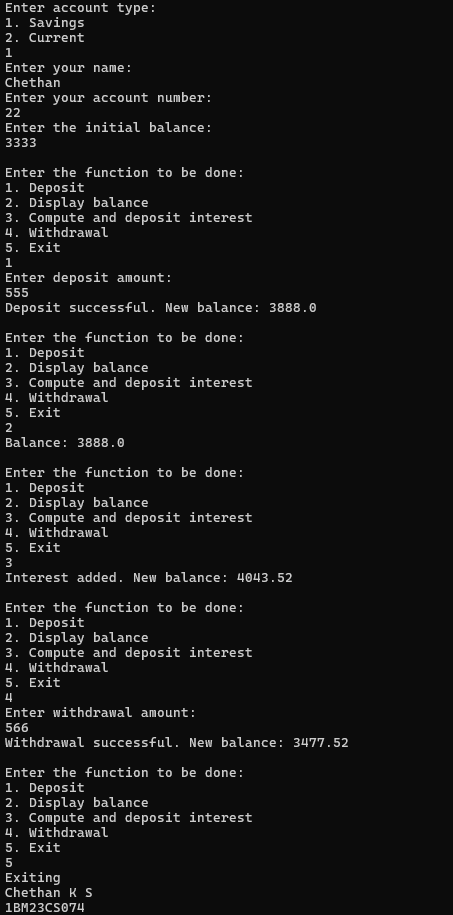 Enter account type:
1. Savings
2. Current
1
Enter your name:
Chethan
Enter your account number:
22
Enter the initial balance:
3333

Enter the function to be done:
1. Deposit
2. Display balance
3. Compute and deposit interest
4. Withdrawal
5. Exit
1
Enter deposit amount:
555
Deposit successful. New balance: 3888.0

Enter the function to be done:
1. Deposit
2. Display balance
3. Compute and deposit interest
4. Withdrawal
5. Exit
2
Balance: 3888.0

Enter the function to be done:
1. Deposit
2. Display balance
3. Compute and deposit interest
4. Withdrawal
5. Exit
3
Interest added. New balance: 4043.52

Enter the function to be done:
1. Deposit
2. Display balance
3. Compute and deposit interest
4. Withdrawal
5. Exit
4
Enter withdrawal amount:
566
Withdrawal successful. New balance: 3477.52

Enter the function to be done:
1. Deposit
2. Display balance
3. Compute and deposit interest
4. Withdrawal
5. Exit
5
Exiting
Chethan K S
1BM23CS074